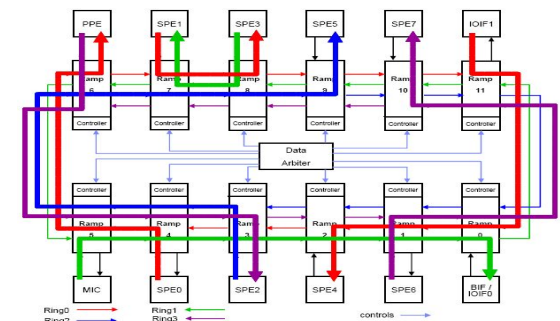 PPE SPE1 SPE3 SPE5 SPE7 IOIF1
Ramp Ramp Ramp Ramp Ramp Ramp
6 7 8 9 10 11
Controller Controller Controller Controller Controller Controller
Data
Arbiter
Controller Controller Controller Controller Controller Controller
Ramp Ramp Ramp Ramp Ramp Ramp
5 4 3 2 1 0
MIC SPE0 SPE2 SPE4 SPE6 BIF /
IOIF0
Ring0 Ring1 controls
Ring2 Ring3